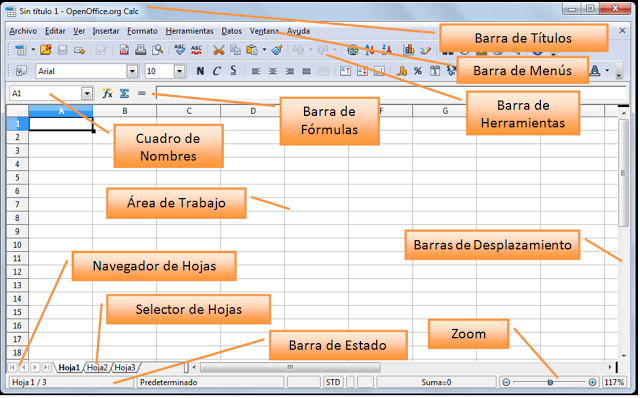 Sin título 1 - OpenOffice.org Calc
Barra de Títulos
Archivo Editar Ver Insertar Formato Herramientas Datos Ventana Ayuda
Barra de Menús
ABC ABC
Arial 10 N C S % A
Barra de
Herramientas
A1 fx Σ =
Barra de
Fórmulas
A B C D F G
1
Cuadro de
Nombres
2
3
4
5
6
7
Área de Trabajo
8
9
10
Barras de Desplazamiento
11
12
Navegador de Hojas
13
14
15
Selector de Hojas
16
17
Zoom
18
Barra de Estado
Hoja1 Hoja2 Hoja3
Hoja 1 / 3 Predeterminado STD Suma=0 117%